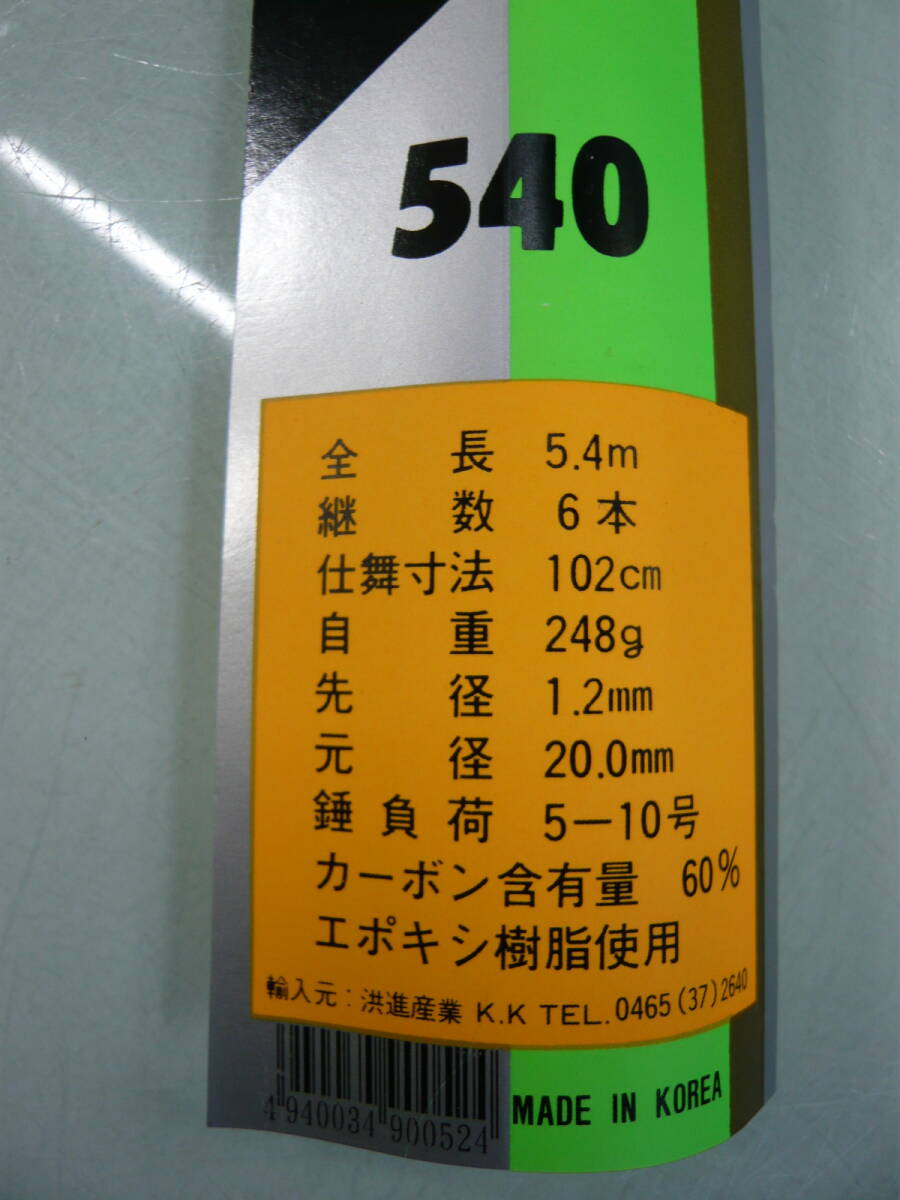 540
全長 5.4m
継数 6本
仕舞寸法 102cm
自重 248g
先径 1.2mm
元径 20.0mm
錘負荷 5-10号
カーボン含有量 60%
エポキシ樹脂使用
輸入元:洪進産業 K.K TEL.0465(37)2640
4 940034 900524
MADE IN KOREA